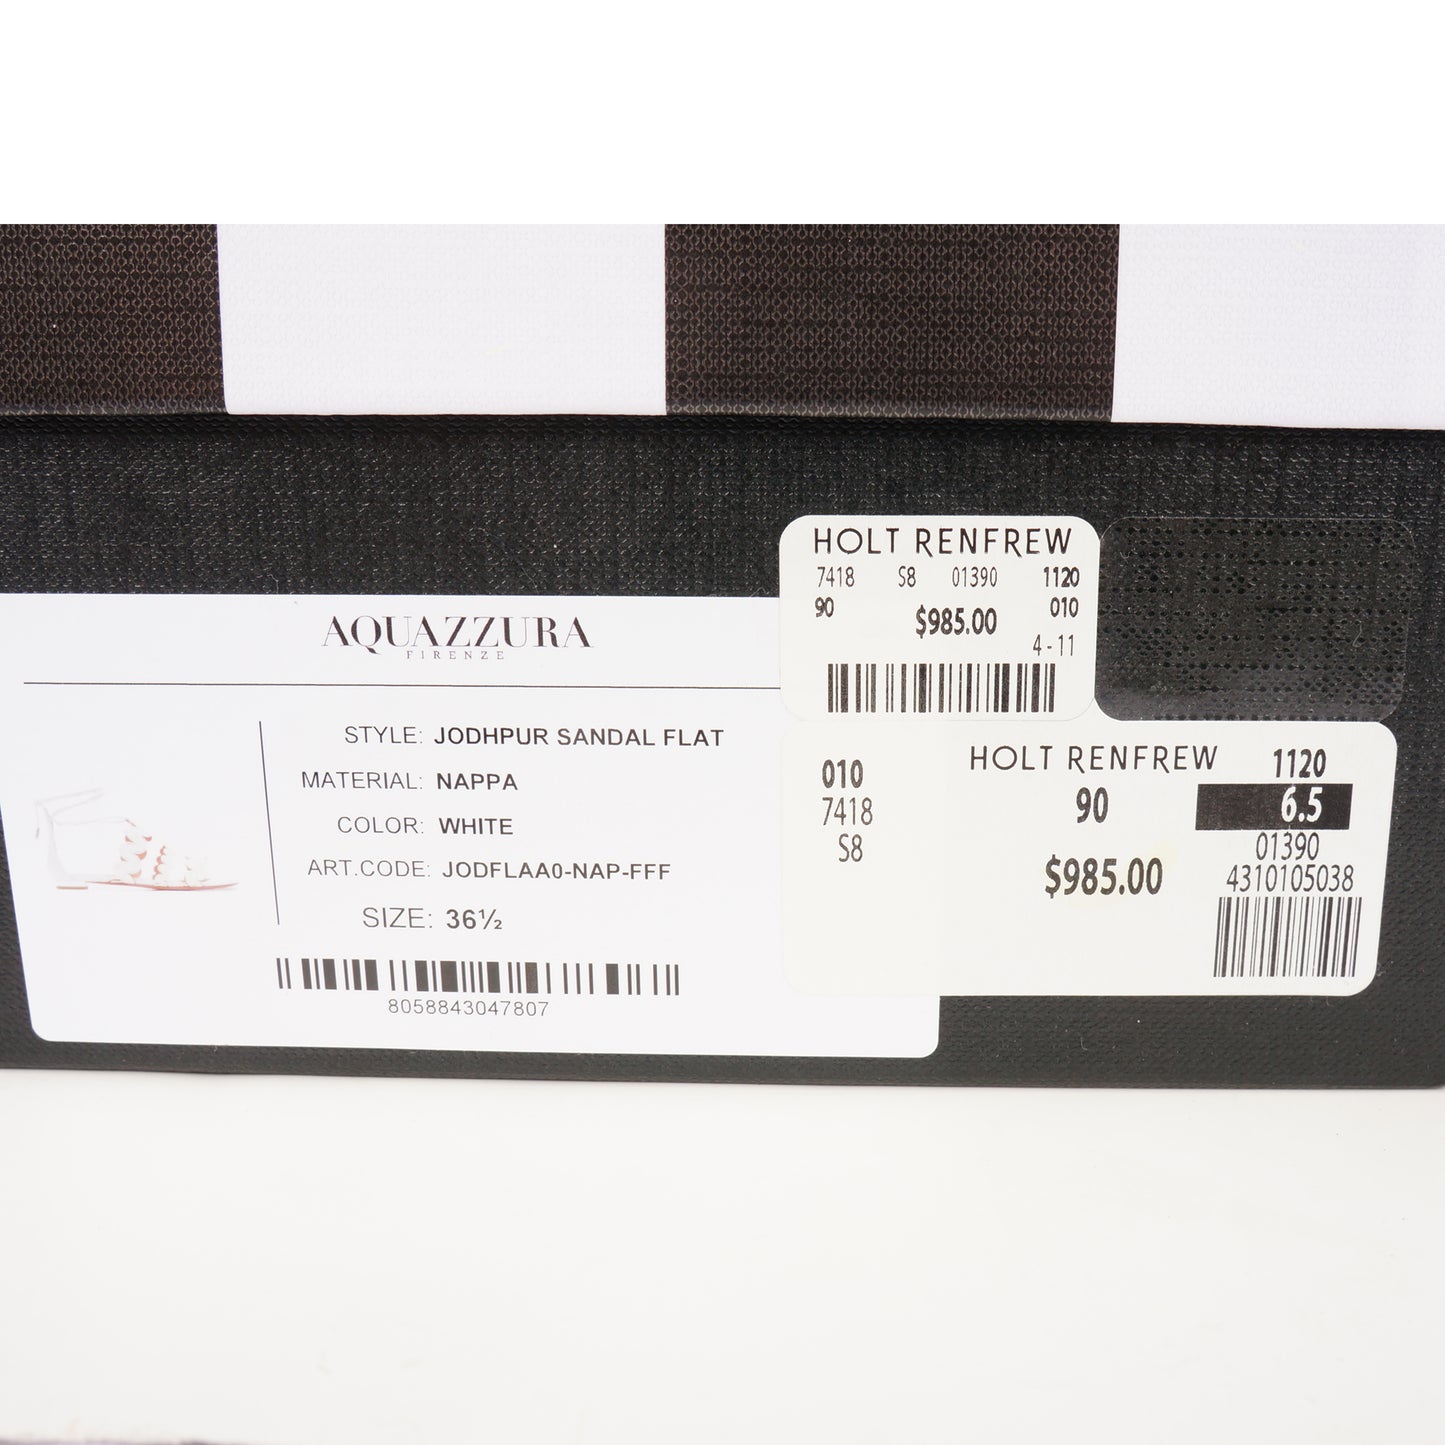 HOLT RENFREW
7418 S8 01390 1120
90 $985.00 010
4-11
AQUAZZURA
FIRENZE
STYLE: JODHPUR SANDAL FLAT
MATERIAL: NAPPA
COLOR: WHITE
ART.CODE: JODFLAA0-NAP-FFF
SIZE: 36½
8058843047807
HOLT RENFREW 1120
010 90 6.5
7418 01390
S8 $985.00 4310105038